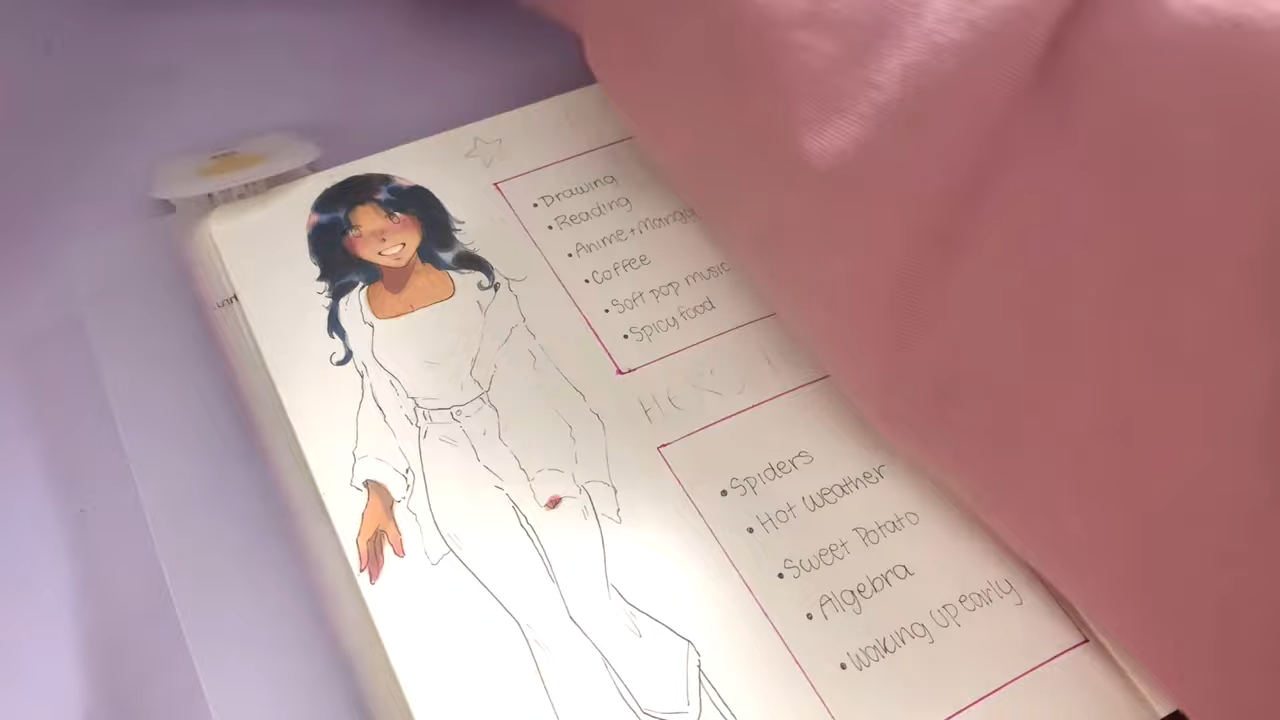 • Drawing
• Reading
• Anime + Manga
• Coffee
• Soft pop music
• Spicy food
• Spiders
• Hot weather
• Sweet Potato
• Algebra
• Waking up early